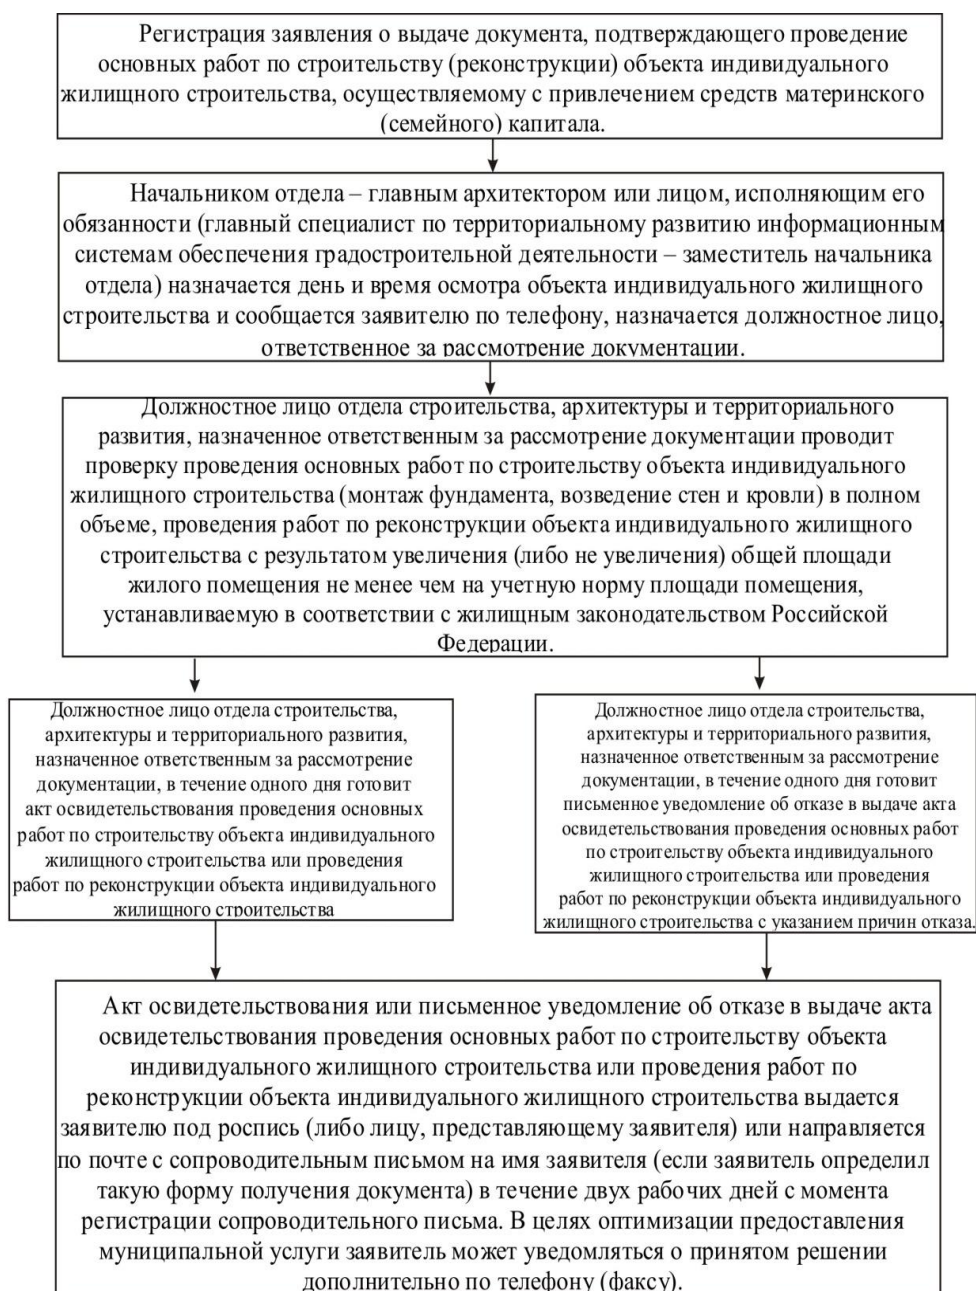 Регистрация заявления о выдаче документа, подтверждающего проведение
основных работ по строительству (реконструкции) объекта индивидуального
жилищного строительства, осуществляемому с привлечением средств материнского
(семейного) капитала.
Начальником отдела – главным архитектором или лицом, исполняющим его
обязанности (главный специалист по территориальному развитию информационным
системам обеспечения градостроительной деятельности – заместитель начальника
отдела) назначается день и время осмотра объекта индивидуального жилищного
строительства и сообщается заявителю по телефону, назначается должностное лицо,
ответственное за рассмотрение документации.
Должностное лицо отдела строительства, архитектуры и территориального
развития, назначенное ответственным за рассмотрение документации проводит
проверку проведения основных работ по строительству объекта индивидуального
жилищного строительства (монтаж фундамента, возведение стен и кровли) в полном
объеме, проведения работ по реконструкции объекта индивидуального жилищного
строительства с результатом увеличения (либо не увеличения) общей площади
жилого помещения не менее чем на учетную норму площади помещения,
устанавливаемую в соответствии с жилищным законодательством Российской
Федерации.
Должностное лицо отдела строительства,
архитектуры и территориального развития,
назначенное ответственным за рассмотрение
документации, в течение одного дня готовит
акт освидетельствования проведения основных
работ по строительству объекта индивидуального
жилищного строительства или проведения
работ по реконструкции объекта индивидуального
жилищного строительства
Должностное лицо отдела строительства,
архитектуры и территориального развития,
назначенное ответственным за рассмотрение
документации, в течение одного дня готовит
письменное уведомление об отказе в выдаче акта
освидетельствования проведения основных работ
по строительству объекта индивидуального
жилищного строительства или проведения
работ по реконструкции объекта индивидуального
жилищного строительства с указанием причин отказа.
Акт освидетельствования или письменное уведомление об отказе в выдаче акта
освидетельствования проведения основных работ по строительству объекта
индивидуального жилищного строительства или проведения работ по
реконструкции объекта индивидуального жилищного строительства выдается
заявителю под роспись (либо лицу, представляющему заявителя) или направляется
по почте с сопроводительным письмом на имя заявителя (если заявитель определил
такую форму получения документа) в течение двух рабочих дней с момента
регистрации сопроводительного письма. В целях оптимизации предоставления
муниципальной услуги заявитель может уведомляться о принятом решении
дополнительно по телефону (факсу).